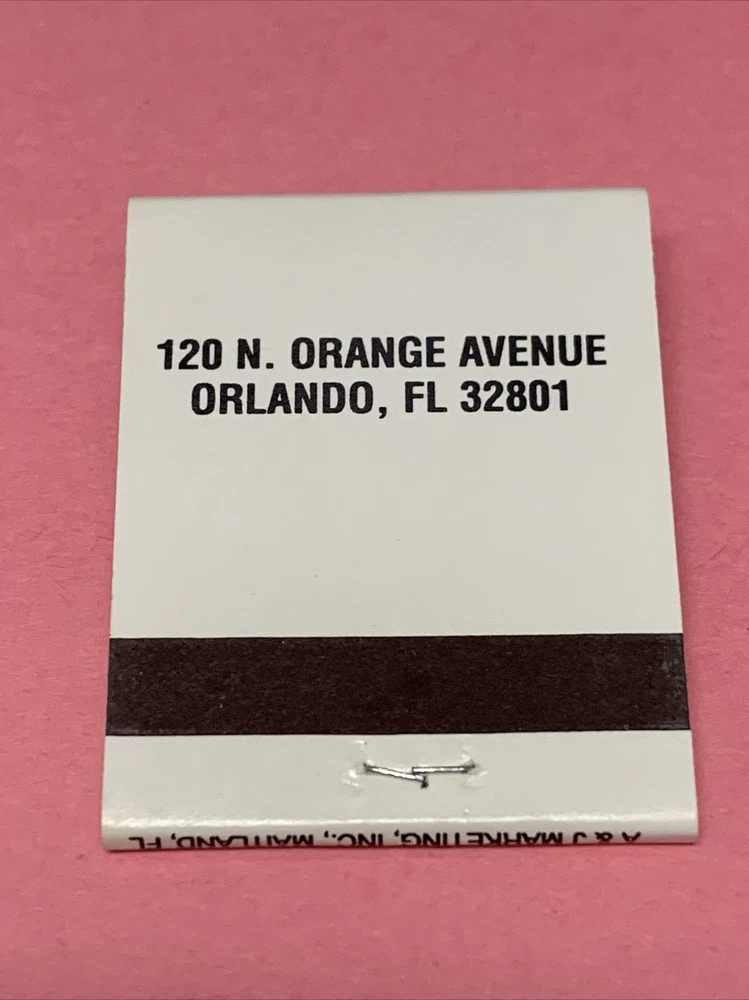 120 N. ORANGE AVENUE
ORLANDO, FL 32801
A & J MARKETING, INC., MAITLAND, FL